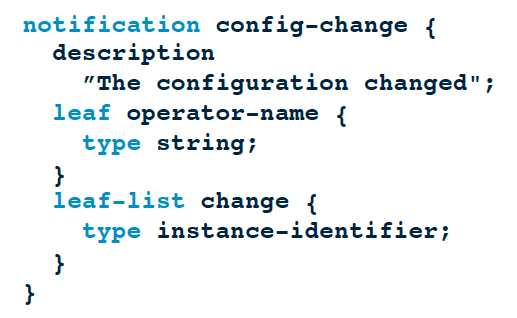 notification config-change {
description
”The configuration changed";
leaf operator-name {
type string;
}
leaf-list change {
type instance-identifier;
}
}